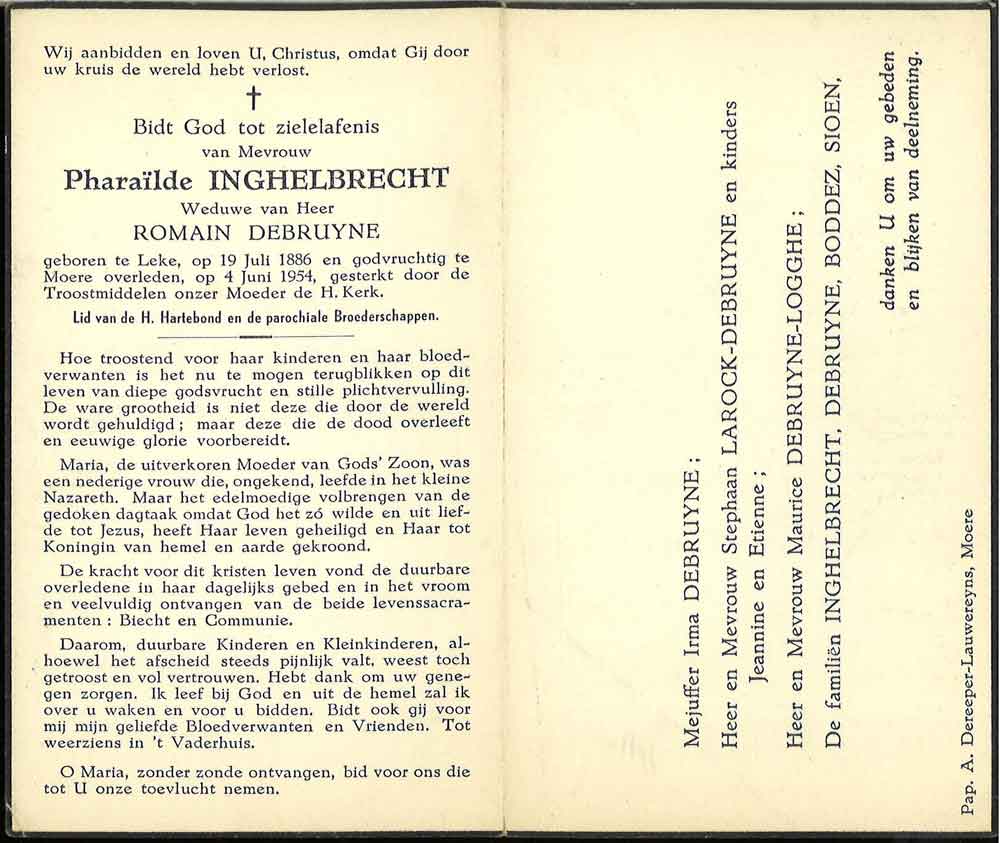 Wij aanbidden en loven U, Christus, omdat Gij door
uw kruis de wereld hebt verlost.
†
Bidt God tot zielelafenis
van Mevrouw
Pharaïlde INGHELBRECHT
Weduwe van Heer
ROMAIN DEBRUYNE
geboren te Leke, op 19 Juli 1886 en godvruchtig te
Moere overleden, op 4 Juni 1954, gesterkt door de
Troostmiddelen onzer Moeder de H. Kerk.
Lid van de H. Hartebond en de parochiale Broederschappen.
Hoe troostend voor haar kinderen en haar bloed-
verwanten is het nu te mogen terugblikken op dit
leven van diepe godsvrucht en stille plichtvervulling.
De ware grootheid is niet deze die door de wereld
wordt gehuldigd ; maar deze die de dood overleeft
en eeuwige glorie voorbereidt.
Maria, de uitverkoren Moeder van Gods' Zoon, was
een nederige vrouw die, ongekend, leefde in het kleine
Nazareth. Maar het edelmoedige volbrengen van de
gedoken dagtaak omdat God het zó wilde en uit lief-
de tot Jezus, heeft Haar leven geheiligd en Haar tot
Koningin van hemel en aarde gekroond.
De kracht voor dit kristen leven vond de duurbare
overledene in haar dagelijks gebed en in het vroom
en veelvuldig ontvangen van de beide levenssacra-
menten : Biecht en Communie.
Daarom, duurbare Kinderen en Kleinkinderen, al-
hoewel het afscheid steeds pijnlijk valt, weest toch
getroost en vol vertrouwen. Hebt dank om uw gene-
gen zorgen. Ik leef bij God en uit de hemel zal ik
over u waken en voor u bidden. Bidt ook gij voor
mij mijn geliefde Bloedverwanten en Vrienden. Tot
weerziens in 't Vaderhuis.
O Maria, zonder zonde ontvangen, bid voor ons die
tot U onze toevlucht nemen.
Mejuffer Irma DEBRUYNE ;
Heer en Mevrouw Stephaan LAROCK-DEBRUYNE en kinders
Jeannine en Etienne ;
Heer en Mevrouw Maurice DEBRUYNE-LOGGHE ;
De familiën INGHELBRECHT, DEBRUYNE, BODDEZ, SIOEN,
danken U om uw gebeden
en blijken van deelneming.
Pap. A. Dereeper-Lauwereyns, Moere